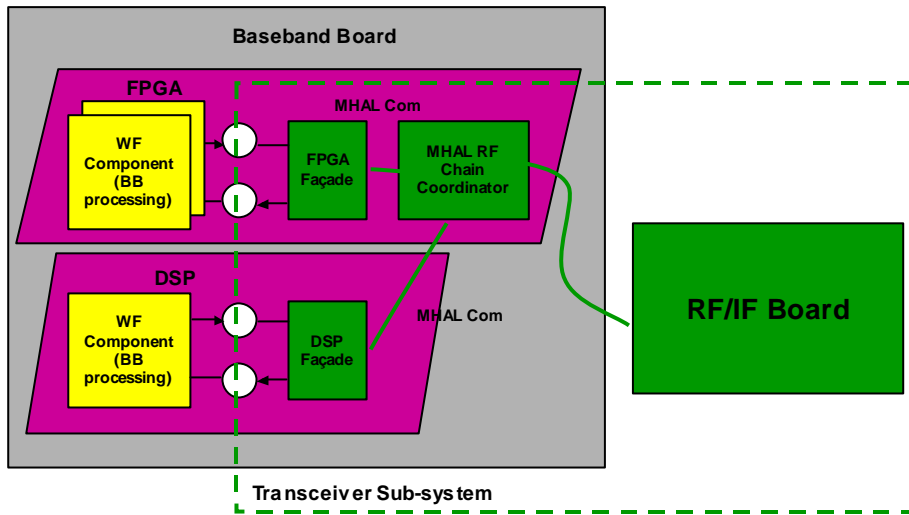 Baseband Board
FPGA
MHAL Com
WF
Component
(BB
processing)
FPGA
Façade
MHAL RF
Chain
Coordinator
DSP
WF
Component
(BB
processing)
MHAL Com
DSP
Façade
RF/IF Board
Transceiver Sub-system